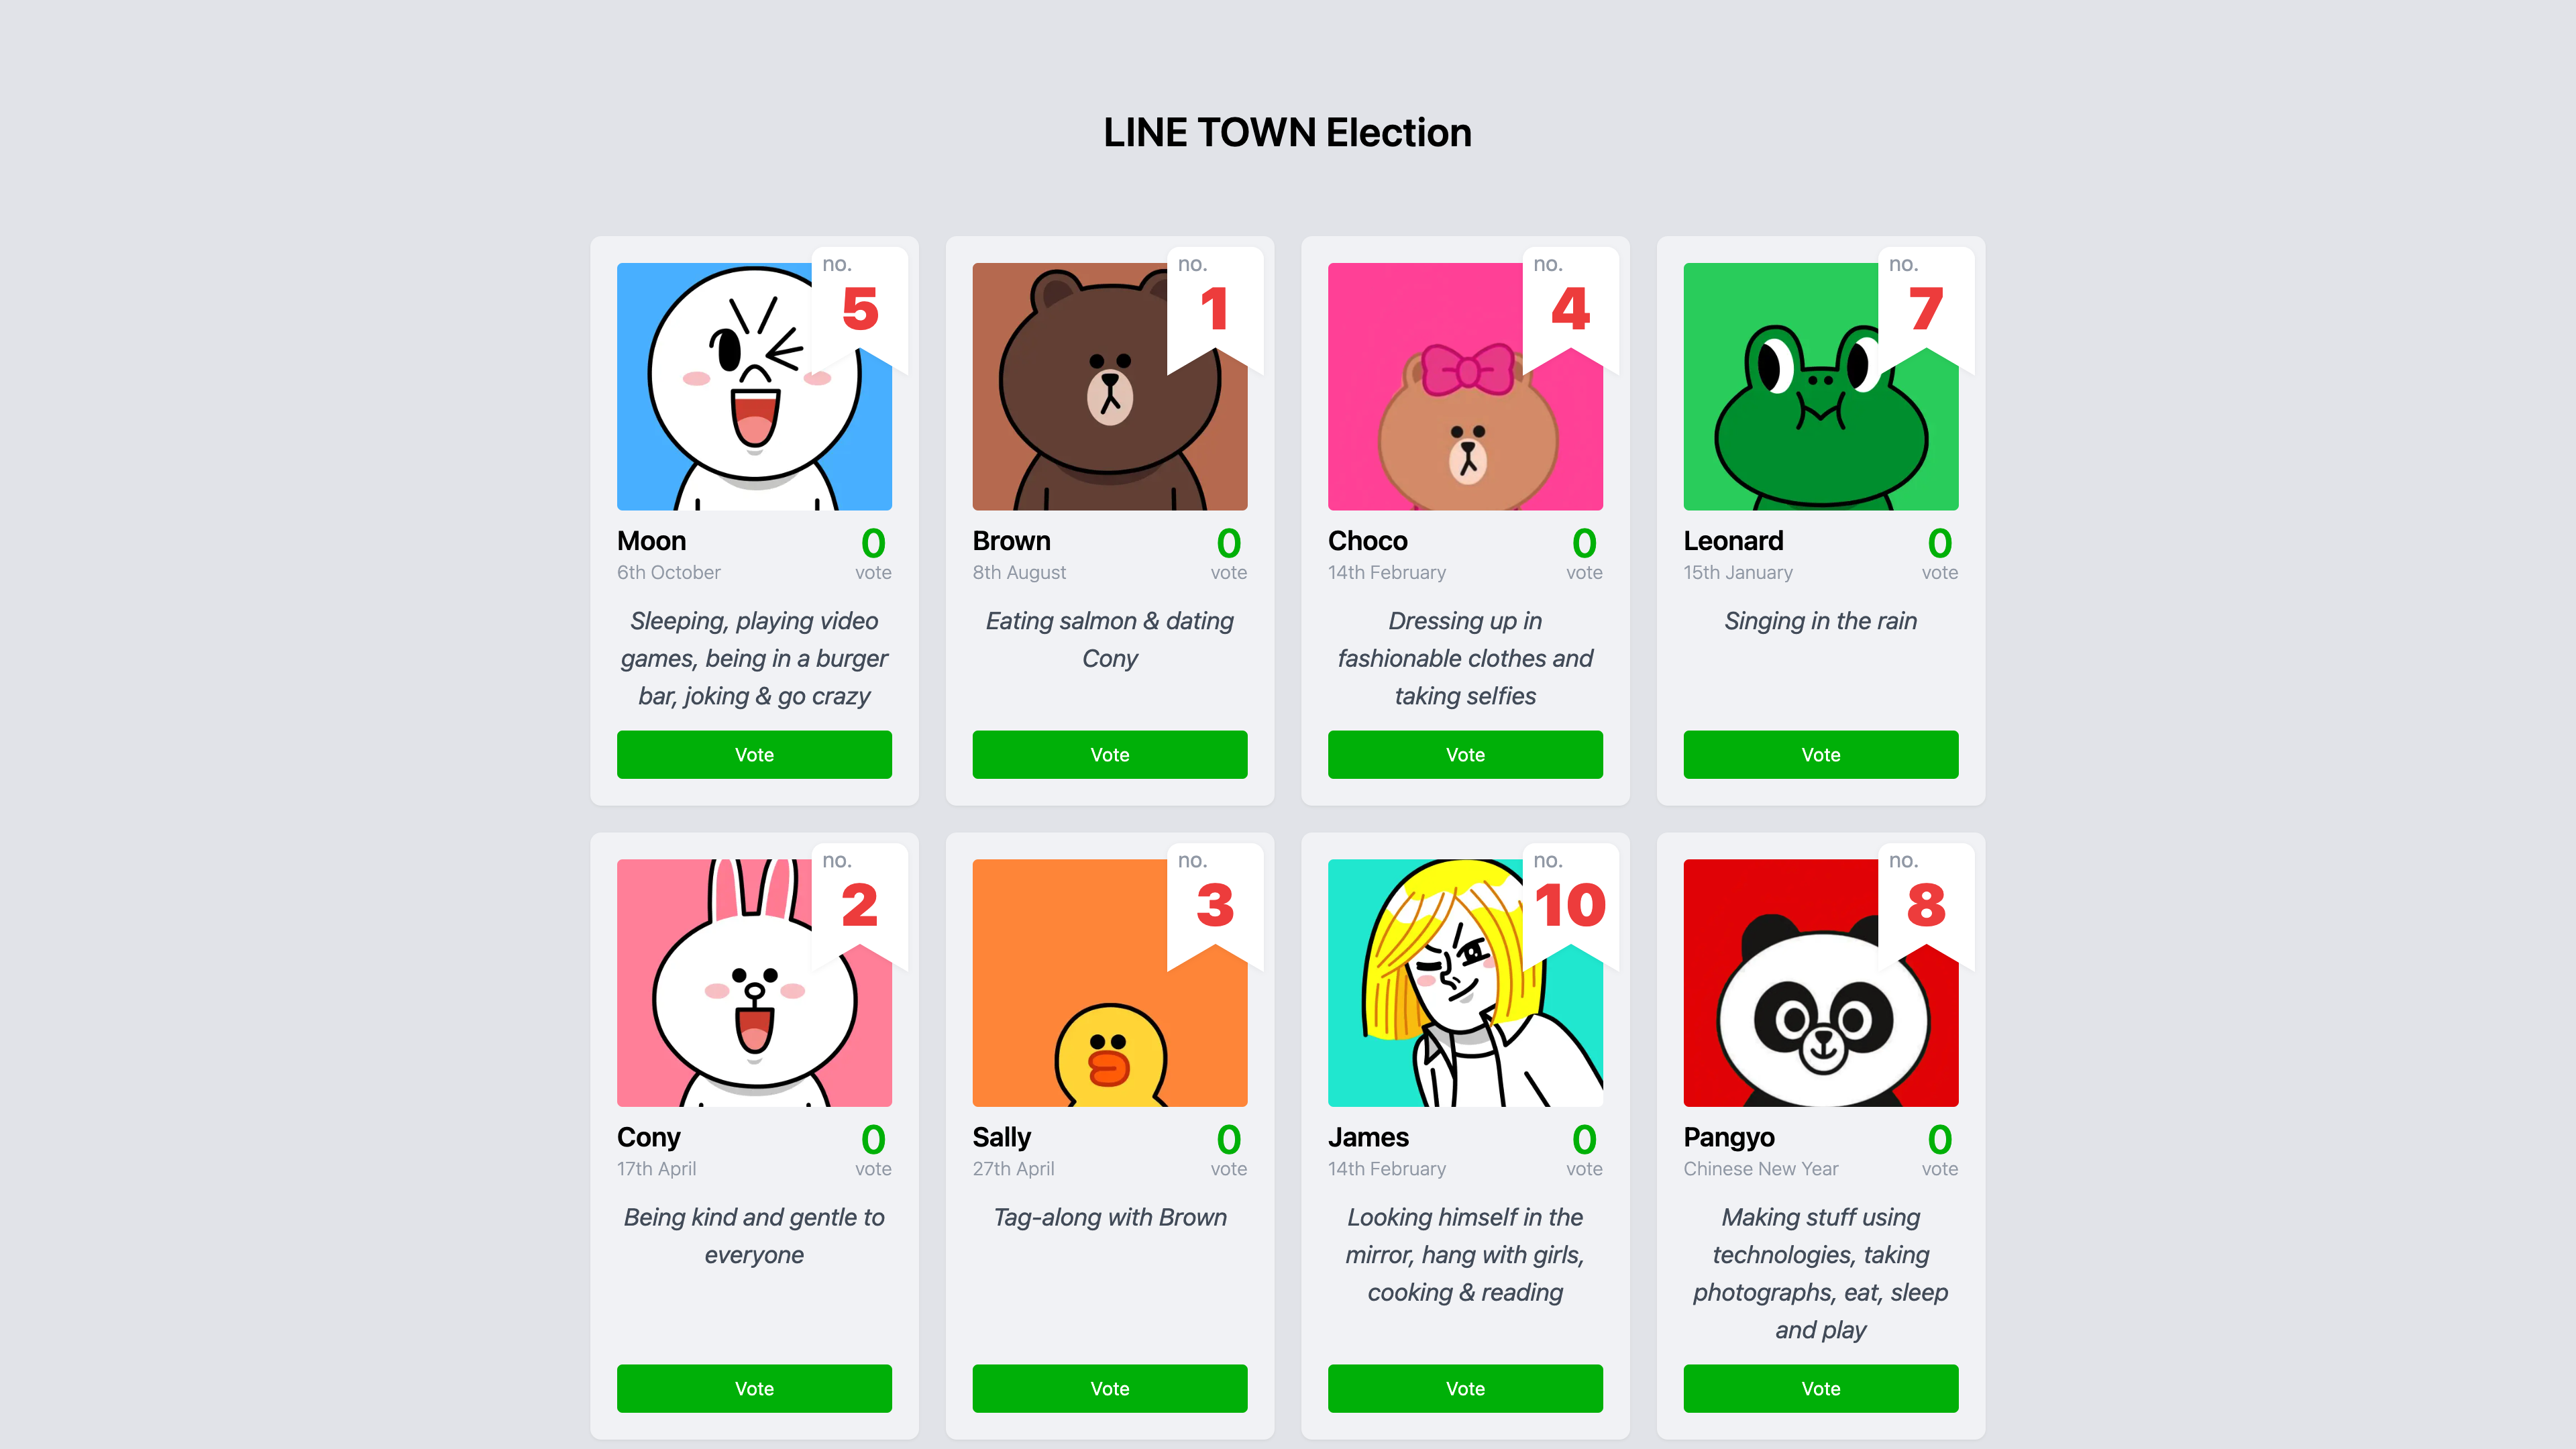 LINE TOWN Election
no.
5
Moon
6th October
0
vote
Sleeping, playing video
games, being in a burger
bar, joking & go crazy
Vote
no.
1
Brown
8th August
0
vote
Eating salmon & dating
Cony
Vote
no.
4
Choco
14th February
0
vote
Dressing up in
fashionable clothes and
taking selfies
Vote
no.
7
Leonard
15th January
0
vote
Singing in the rain
Vote
no.
2
Cony
17th April
0
vote
Being kind and gentle to
everyone
Vote
no.
3
Sally
27th April
0
vote
Tag-along with Brown
Vote
no.
10
James
14th February
0
vote
Looking himself in the
mirror, hang with girls,
cooking & reading
Vote
no.
8
Pangyo
Chinese New Year
0
vote
Making stuff using
technologies, taking
photographs, eat, sleep
and play
Vote